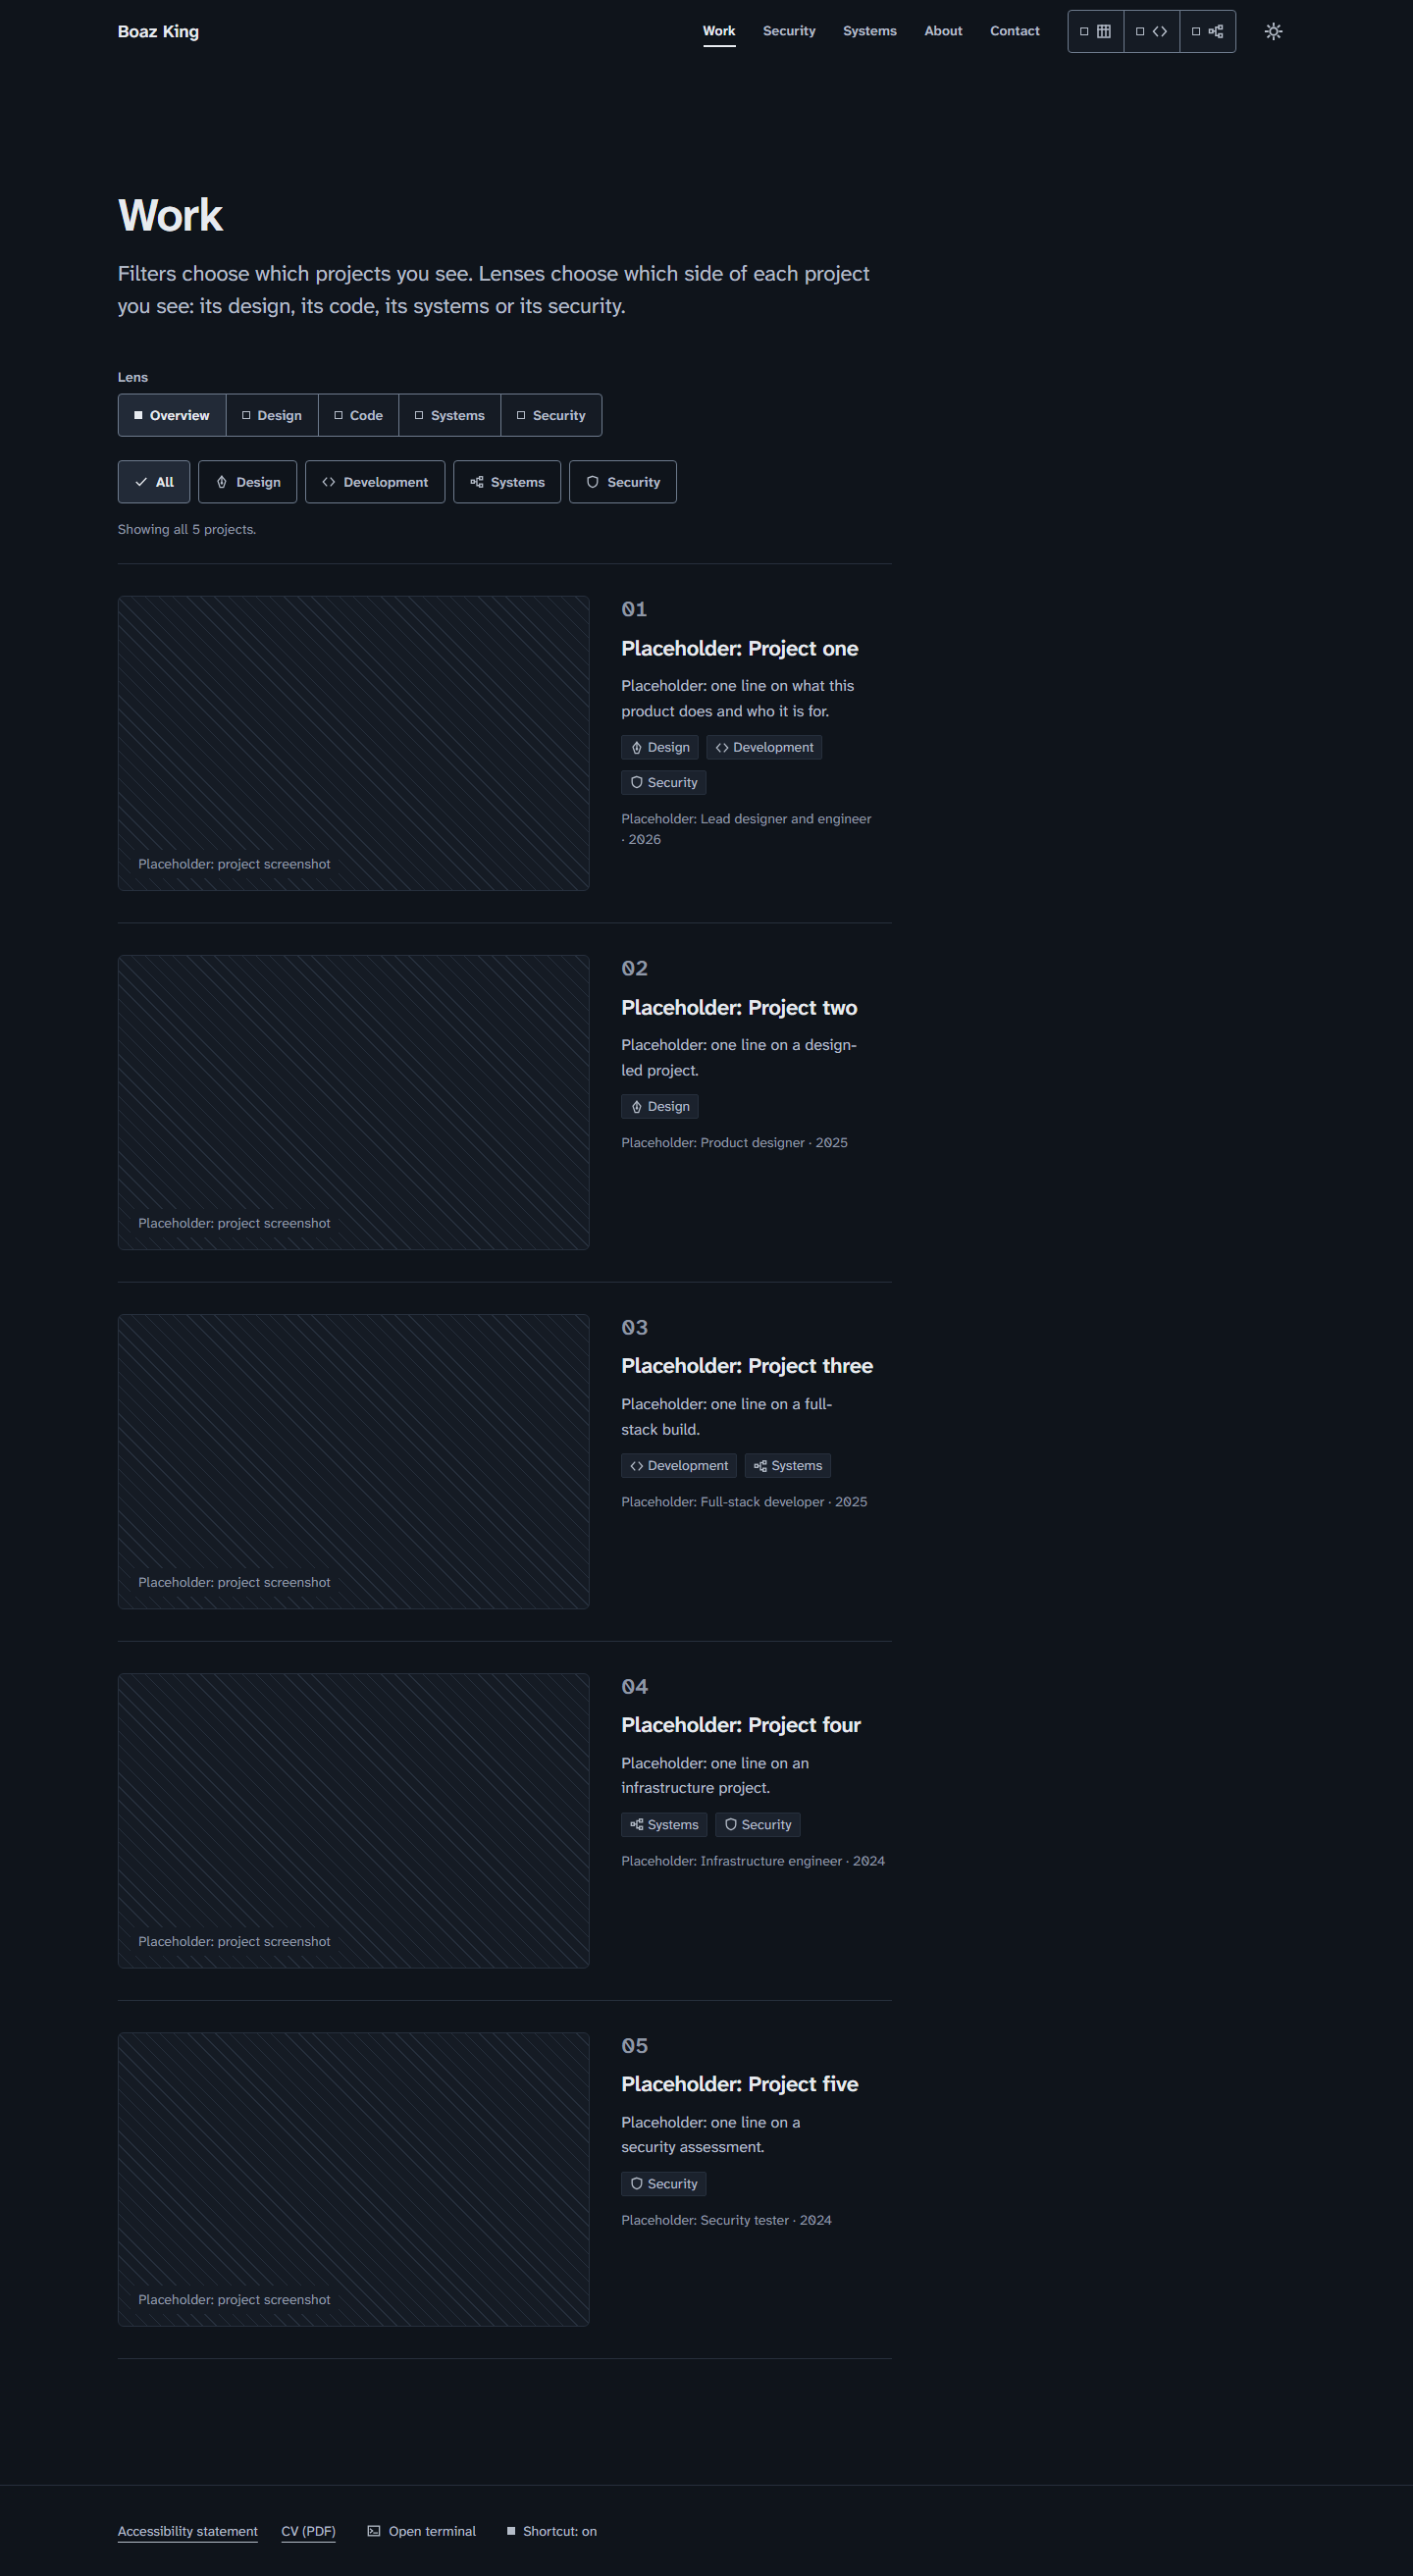 Boaz King
Work
Security
Systems
About
Contact
Work
Filters choose which projects you see. Lenses choose which side of each project
you see: its design, its code, its systems or its security.
Lens
Overview
Design
Code
Systems
Security
All
Design
Development
Systems
Security
Showing all 5 projects.
Placeholder: project screenshot
01
Placeholder: Project one
Placeholder: one line on what this
product does and who it is for.
Design
Development
Security
Placeholder: Lead designer and engineer
· 2026
Placeholder: project screenshot
02
Placeholder: Project two
Placeholder: one line on a design-
led project.
Design
Placeholder: Product designer · 2025
Placeholder: project screenshot
03
Placeholder: Project three
Placeholder: one line on a full-
stack build.
Development
Systems
Placeholder: Full-stack developer · 2025
Placeholder: project screenshot
04
Placeholder: Project four
Placeholder: one line on an
infrastructure project.
Systems
Security
Placeholder: Infrastructure engineer · 2024
Placeholder: project screenshot
05
Placeholder: Project five
Placeholder: one line on a
security assessment.
Security
Placeholder: Security tester · 2024
Accessibility statement
CV (PDF)
Open terminal
Shortcut: on